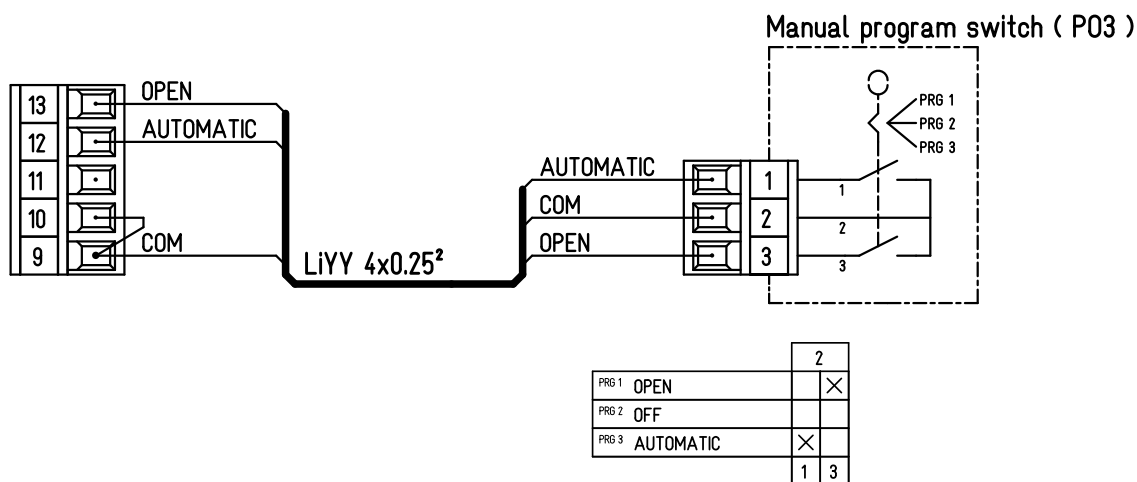 Manual program switch ( P03 )
13 OPEN
12 AUTOMATIC
11
10
9 COM
LiYY 4x0.25²
AUTOMATIC 1 1
COM 2 2
OPEN 3 3
PRG 1
PRG 2
PRG 3
2
PRG 1 OPEN X
PRG 2 OFF
PRG 3 AUTOMATIC X
1 3